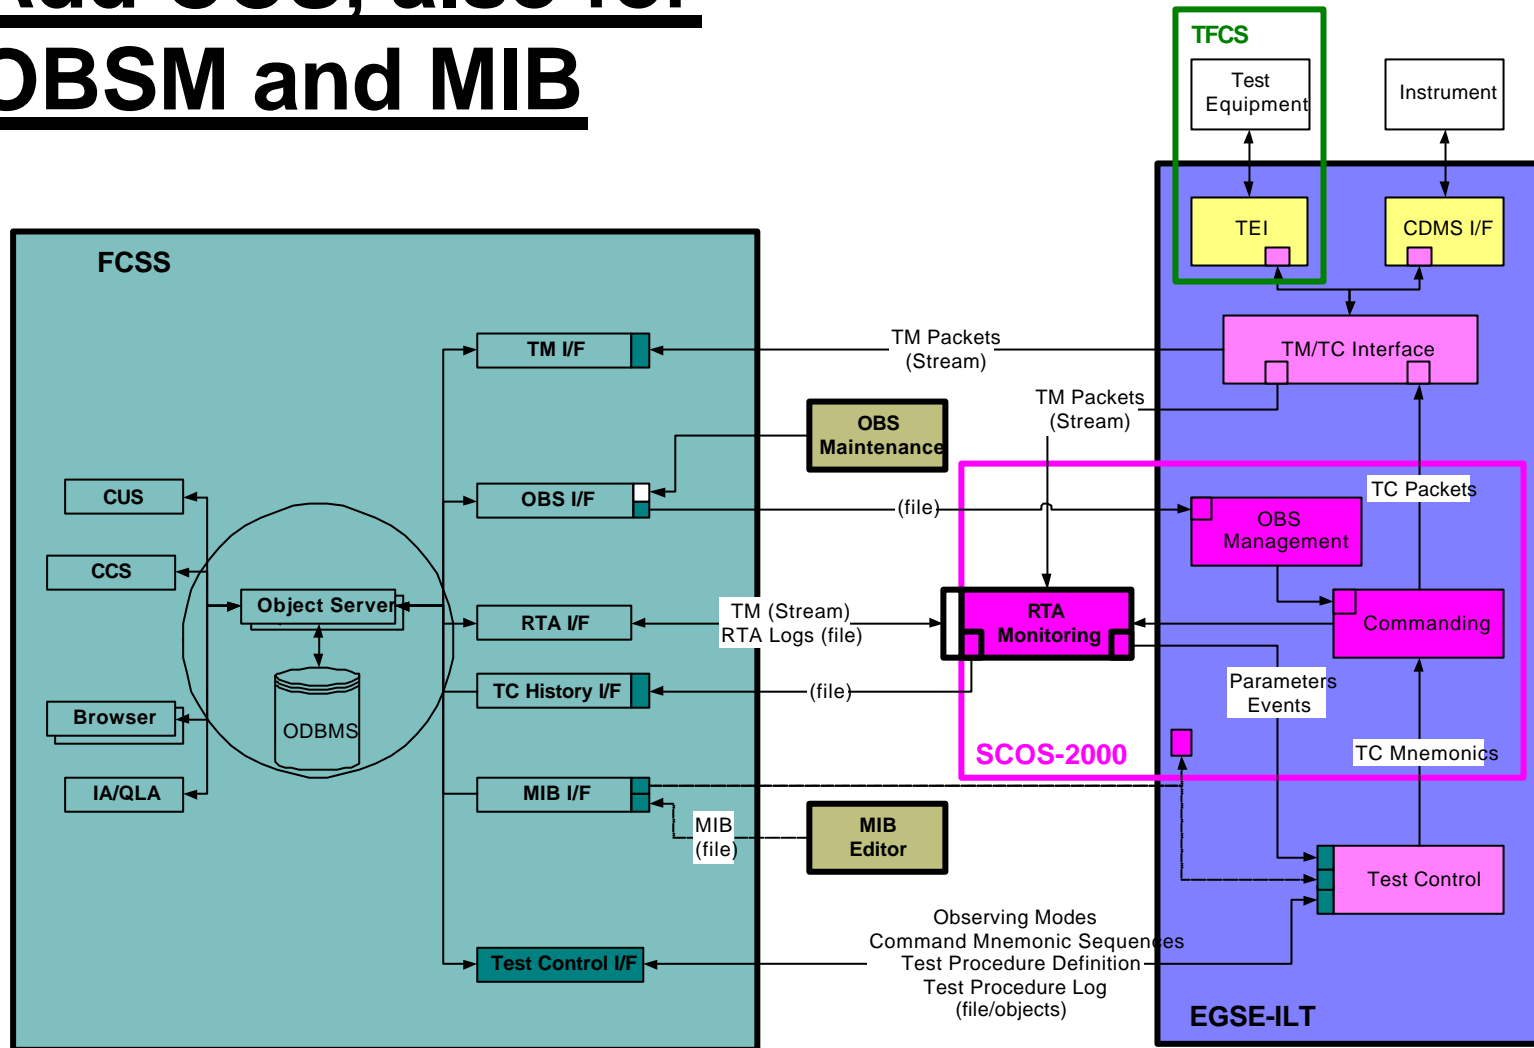 Add also for
OBSM and MIB
TFCS
Test
Equipment
Instrument
TEI
CDMS I/F
FCSS
TM I/F
TM Packets
(Stream)
TM/TC Interface
TM Packets
(Stream)
OBS
Maintenance
CUS
OBS I/F
(file)
TC Packets
OBS
Management
CCS
Object Server
RTA I/F
TM (Stream)
RTA Logs (file)
RTA
Monitoring
Commanding
TC History I/F
(file)
Parameters
Events
Browser
ODBMS
SCOS-2000
TC Mnemonics
IA/QLA
MIB I/F
MIB
(file)
MIB
Editor
Test Control
Observing Modes
Command Mnemonic Sequences
Test Procedure Definition
Test Procedure Log
(file/objects)
Test Control I/F
EGSE-ILT